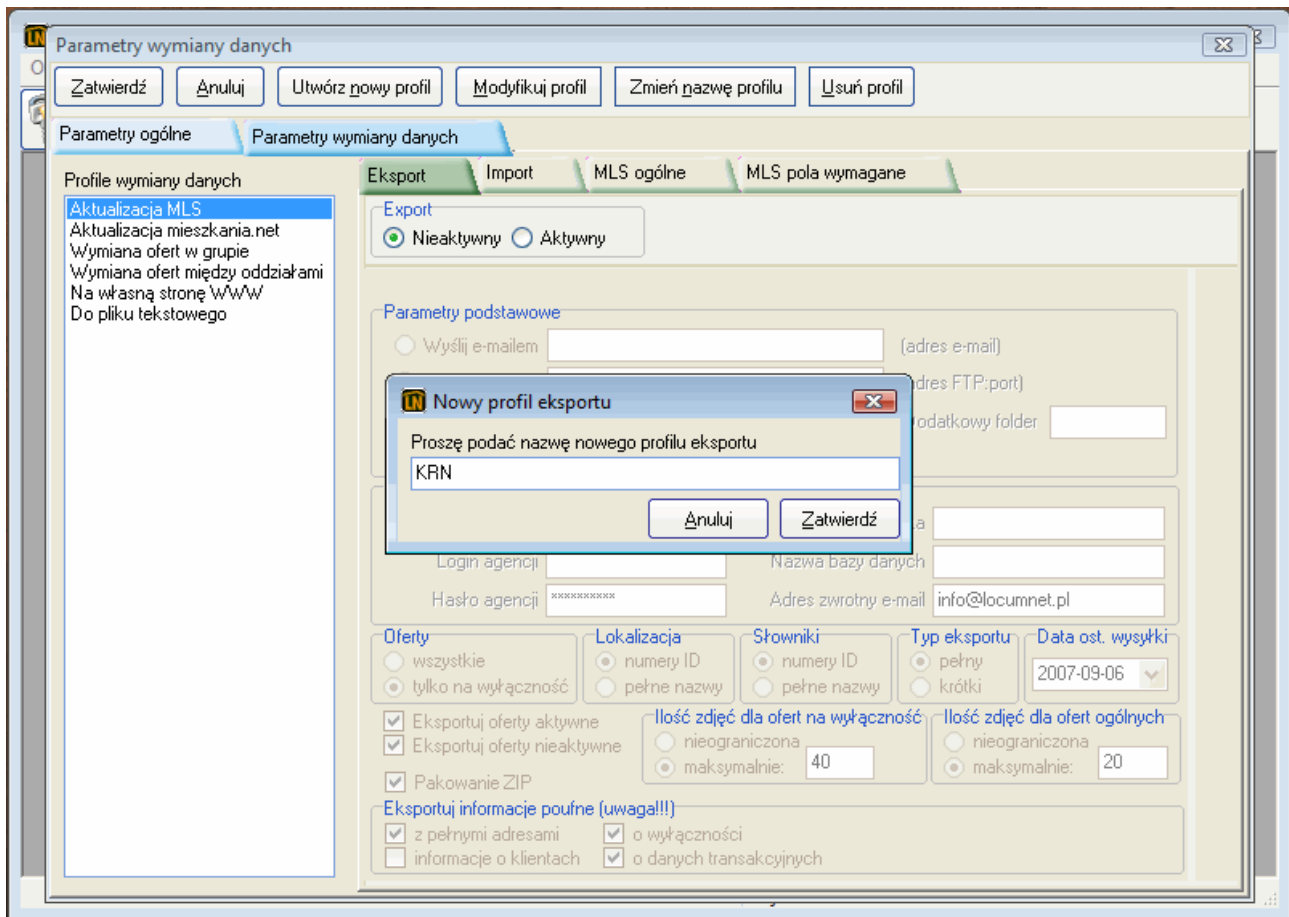 Parametry wymiany danych
Zatwierdź Anuluj Utwórz nowy profil Modyfikuj profil Zmień nazwę profilu Usuń profil
Parametry ogólne Parametry wymiany danych
Profile wymiany danych
Aktualizacja MLS
Aktualizacja mieszkania.net
Wymiana ofert w grupie
Wymiana ofert między oddziałami
Na własną stronę WWW
Do pliku tekstowego
Eksport Import MLS ogólne MLS pola wymagane
Export
Nieaktywny Aktywny
Parametry podstawowe
Wyślij e-mailem (adres e-mail)
FTP:port)
folder
LN Nowy profil eksportu
Proszę podać nazwę nowego profilu eksportu
KRN
Anuluj Zatwierdź
Login agencji Nazwa bazy danych
Hasło agencji ********** Adres zwrotny e-mail info@locumnet.pl
Oferty Lokalizacja Słowniki Typ eksportu Data ost. wysyłki
wszystkie numery ID numery ID pełny 2007-09-06
tylko na wyłączność pełne nazwy pełne nazwy krótki
Eksportuj oferty aktywne Ilość zdjęć dla ofert na wyłączność Ilość zdjęć dla ofert ogólnych
Eksportuj oferty nieaktywne nieograniczona nieograniczona
maksymalnie: 40 maksymalnie: 20
Pakowanie ZIP
Eksportuj informacje poufne (uwaga!!!)
z pełnymi adresami o wyłączności
informacje o klientach o danych transakcyjnych